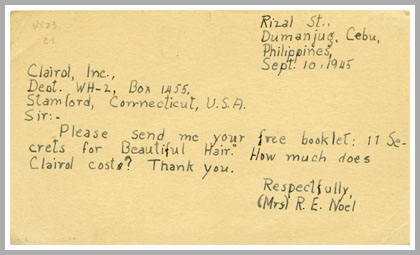 Rizal St.,
Dumanjug, Cebu,
Philippines,
Sept. 10, 1945
Clairol, Inc.,
Dept. WH-2, Box 1455,
Stamford, Connecticut, U.S.A.
Sir:-
Please send me your free booklet: 11 Se-
crets for Beautiful Hair." How much does
Clairol costs? Thank you.
Respectfully,
(Mrs) R. E. Noel